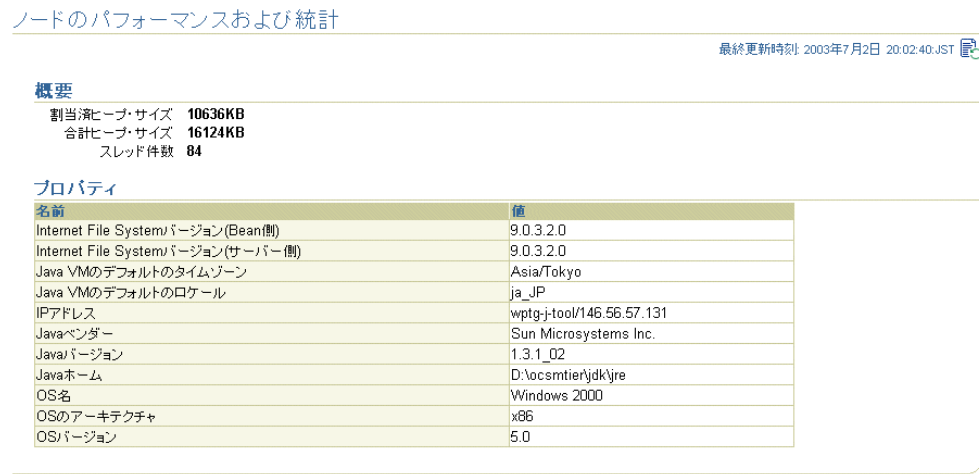 ノードのパフォーマンスおよび統計
最終更新時刻: 2003年7月2日 20:02:40:JST
概要
割当済ヒープ・サイズ 10636KB
合計ヒープ・サイズ 16124KB
スレッド件数 84
プロパティ
名前 値
Internet File Systemバージョン(Bean側) 9.0.3.2.0
Internet File Systemバージョン(サーバー側) 9.0.3.2.0
Java VMのデフォルトのタイムゾーン Asia/Tokyo
Java VMのデフォルトのロケール ja_JP
IPアドレス wptg-j-tool/146.56.57.131
Javaベンダー Sun Microsystems Inc.
Javaバージョン 1.3.1_02
Javaホーム D:\ocsmtier\jdk\jre
OS名 Windows 2000
OSのアーキテクチャ x86
OSバージョン 5.0